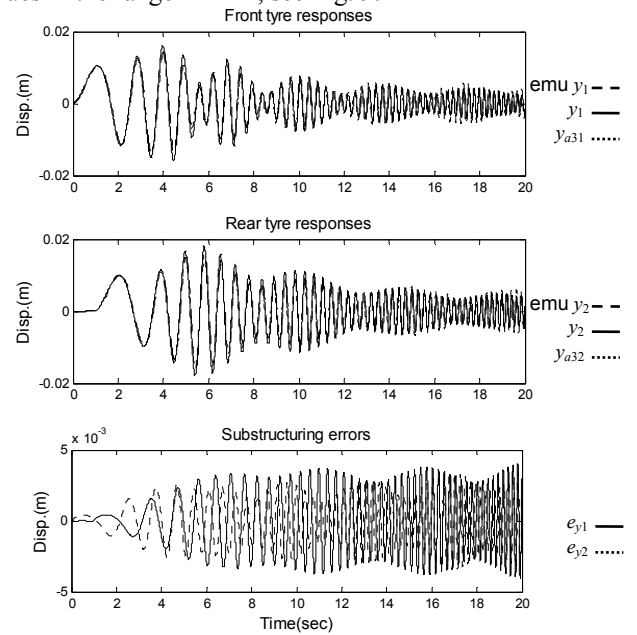 Front tyre responses
0.02
0
-0.02
Disp.(m)
0 2 4 6 8 10 12 14 16 18 20
emu y1
y1
ya31
Rear tyre responses
0.02
0
-0.02
Disp.(m)
0 2 4 6 8 10 12 14 16 18 20
emu y2
y2
ya32
Substructuring errors
x 10-3
5
0
-5
Disp.(m)
0 2 4 6 8 10 12 14 16 18 20
Time(sec)
ey1
ey2